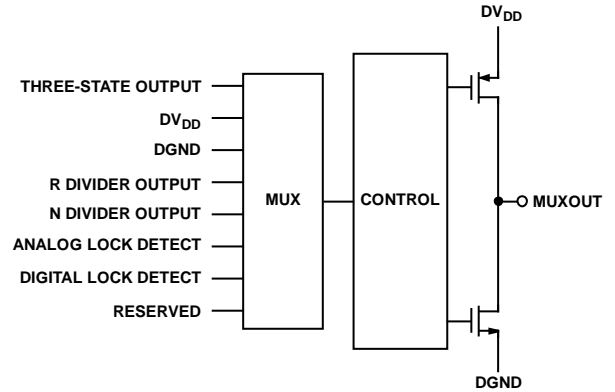 DVDD
THREE-STATE OUTPUT
DVDD
DGND
R DIVIDER OUTPUT
N DIVIDER OUTPUT
ANALOG LOCK DETECT
DIGITAL LOCK DETECT
RESERVED
MUX
CONTROL
MUXOUT
DGND